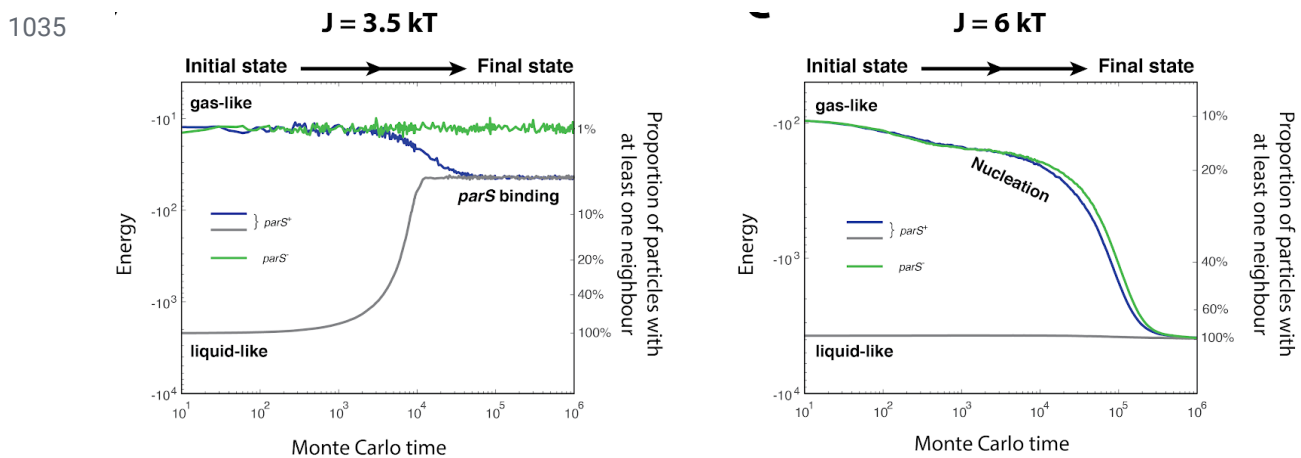 1035
J = 3.5 kT
Initial state Final state
gas-like
-10¹
1%
parS binding
-10²
10%
} parS⁺
parS⁻
20%
-10³
40%
100%
liquid-like
-10⁴
10¹ 10² 10³ 10⁴ 10⁵ 10⁶
Energy
Monte Carlo time
Proportion of particles with
at least one neighbour
J = 6 kT
Initial state Final state
gas-like
10%
-10²
Nucleation
20%
} parS⁺
parS⁻
-10³
40%
60%
100%
liquid-like
-10⁴
10¹ 10² 10³ 10⁴ 10⁵ 10⁶
Energy
Monte Carlo time
Proportion of particles with
at least one neighbour